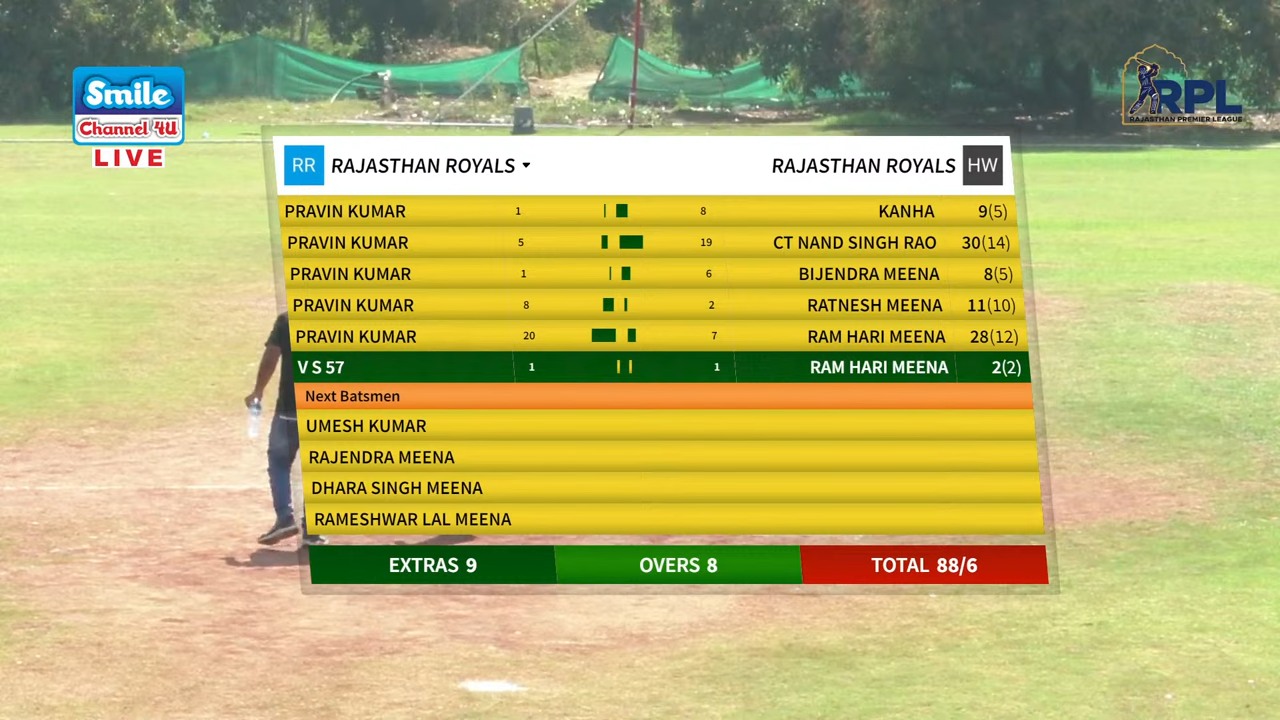 Smile
Channel 4U
LIVE
RPL
RAJASTHAN PREMIER LEAGUE
RR RAJASTHAN ROYALS RAJASTHAN ROYALS HW
PRAVIN KUMAR 1 8 KANHA 9(5)
PRAVIN KUMAR 5 19 CT NAND SINGH RAO 30(14)
PRAVIN KUMAR 1 6 BIJENDRA MEENA 8(5)
PRAVIN KUMAR 8 2 RATNESH MEENA 11(10)
PRAVIN KUMAR 20 7 RAM HARI MEENA 28(12)
V S 57 1 1 RAM HARI MEENA 2(2)
Next Batsmen
UMESH KUMAR
RAJENDRA MEENA
DHARA SINGH MEENA
RAMESHWAR LAL MEENA
EXTRAS 9 OVERS 8 TOTAL 88/6